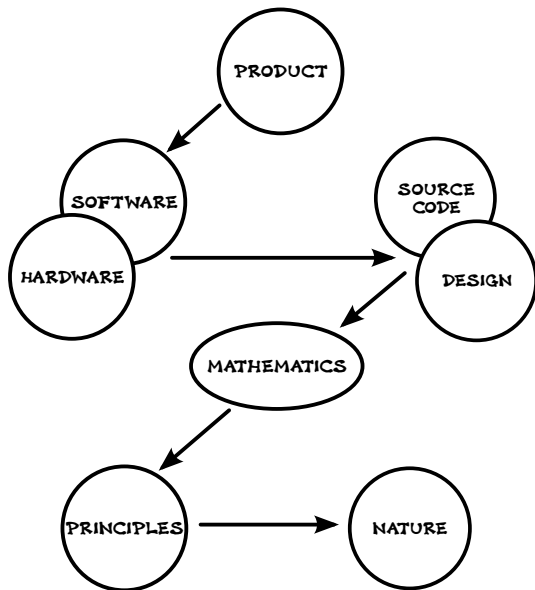 PRODUCT
SOFTWARE
HARDWARE
SOURCE
CODE
DESIGN
MATHEMATICS
PRINCIPLES
NATURE